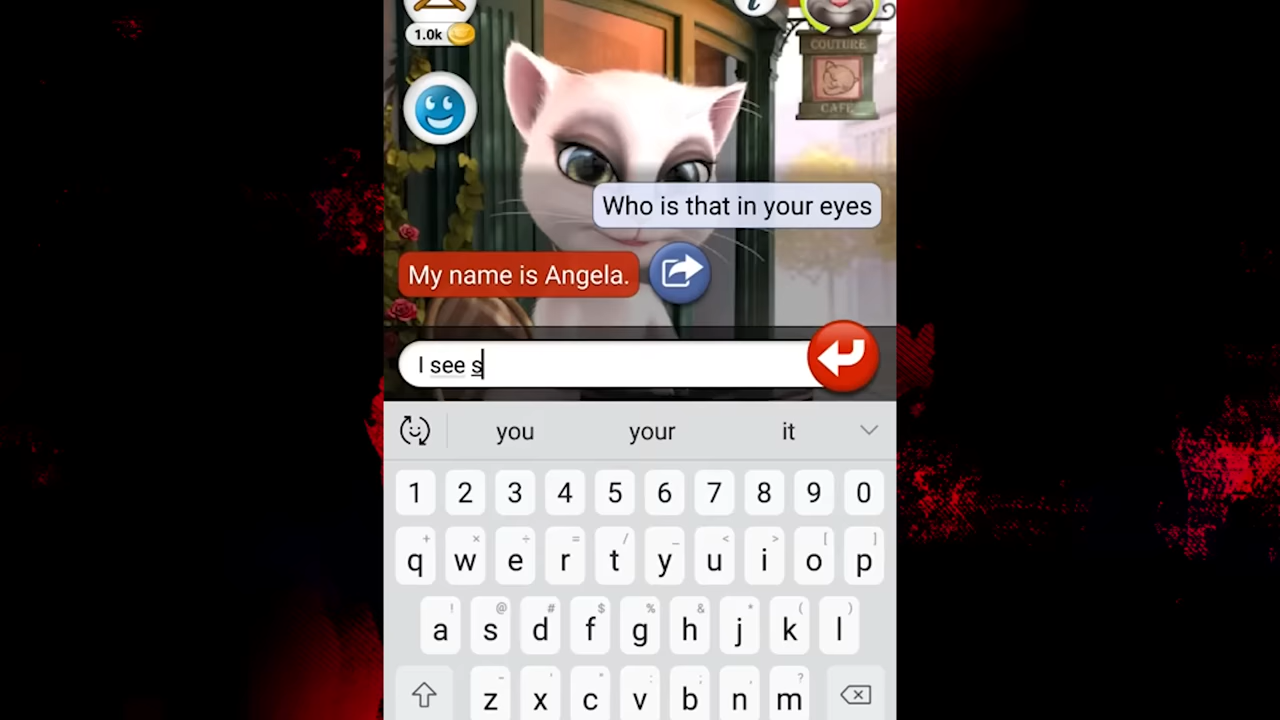 1.0k
i
COUTURE
CAFE
Who is that in your eyes
My name is Angela.
I see s
you your it
1 2 3 4 5 6 7 8 9 0
+ × ÷ = / _ < > [ ]
q w e r t y u i o p
! @ # $ % & * ( )
a s d f g h j k l
- ' " : ; , ?
z x c v b n m